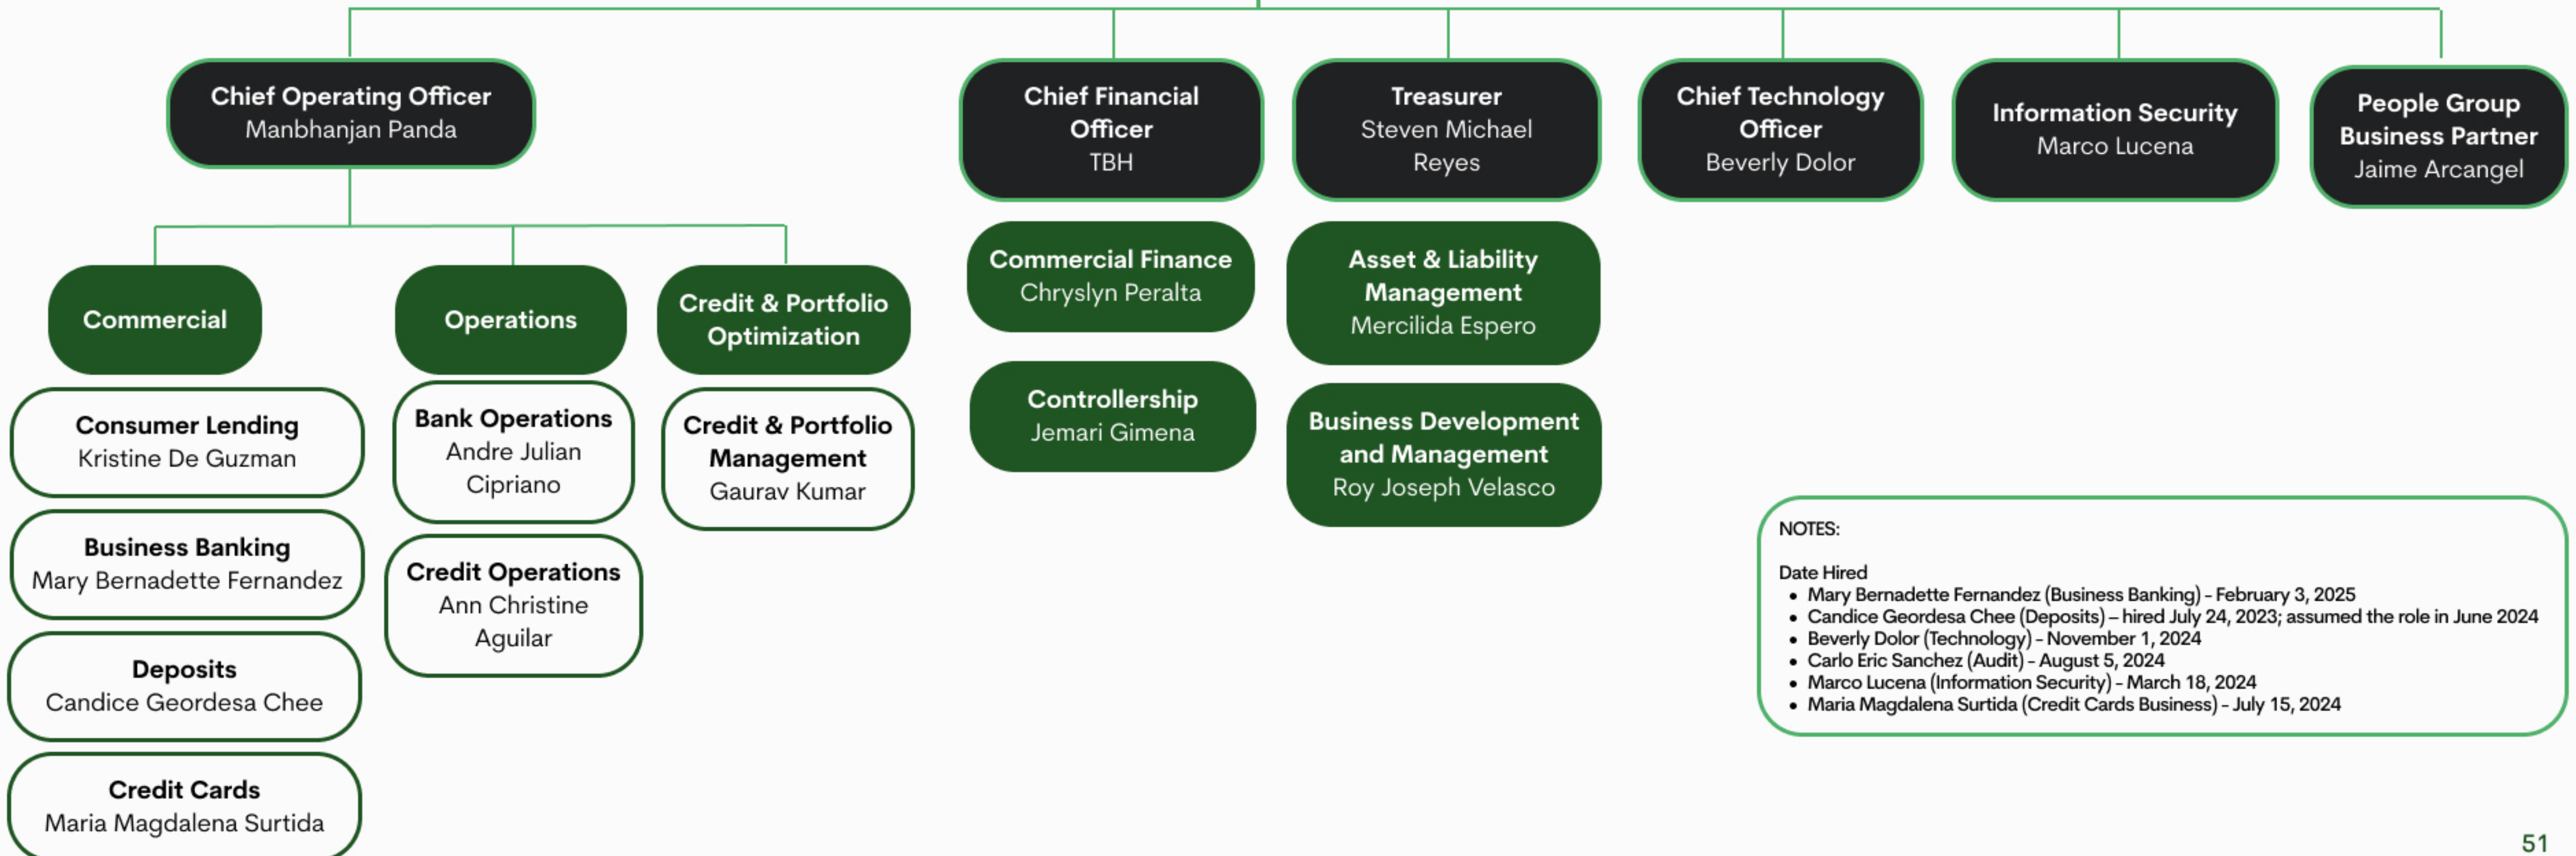 Chief Operating Officer
Manbhanjan Panda
Chief Financial
Officer
TBH
Treasurer
Steven Michael
Reyes
Chief Technology
Officer
Beverly Dolor
Information Security
Marco Lucena
People Group
Business Partner
Jaime Arcangel
Commercial
Consumer Lending
Kristine De Guzman
Business Banking
Mary Bernadette Fernandez
Deposits
Candice Geordesa Chee
Credit Cards
Maria Magdalena Surtida
Operations
Bank Operations
Andre Julian
Cipriano
Credit Operations
Ann Christine
Aguilar
Credit & Portfolio
Optimization
Credit & Portfolio
Management
Gaurav Kumar
Commercial Finance
Chryslyn Peralta
Controllership
Jemari Gimena
Asset & Liability
Management
Mercilida Espero
Business Development
and Management
Roy Joseph Velasco
NOTES:
Date Hired
• Mary Bernadette Fernandez (Business Banking) - February 3, 2025
• Candice Geordesa Chee (Deposits) – hired July 24, 2023; assumed the role in June 2024
• Beverly Dolor (Technology) - November 1, 2024
• Carlo Eric Sanchez (Audit) - August 5, 2024
• Marco Lucena (Information Security) - March 18, 2024
• Maria Magdalena Surtida (Credit Cards Business) - July 15, 2024
51